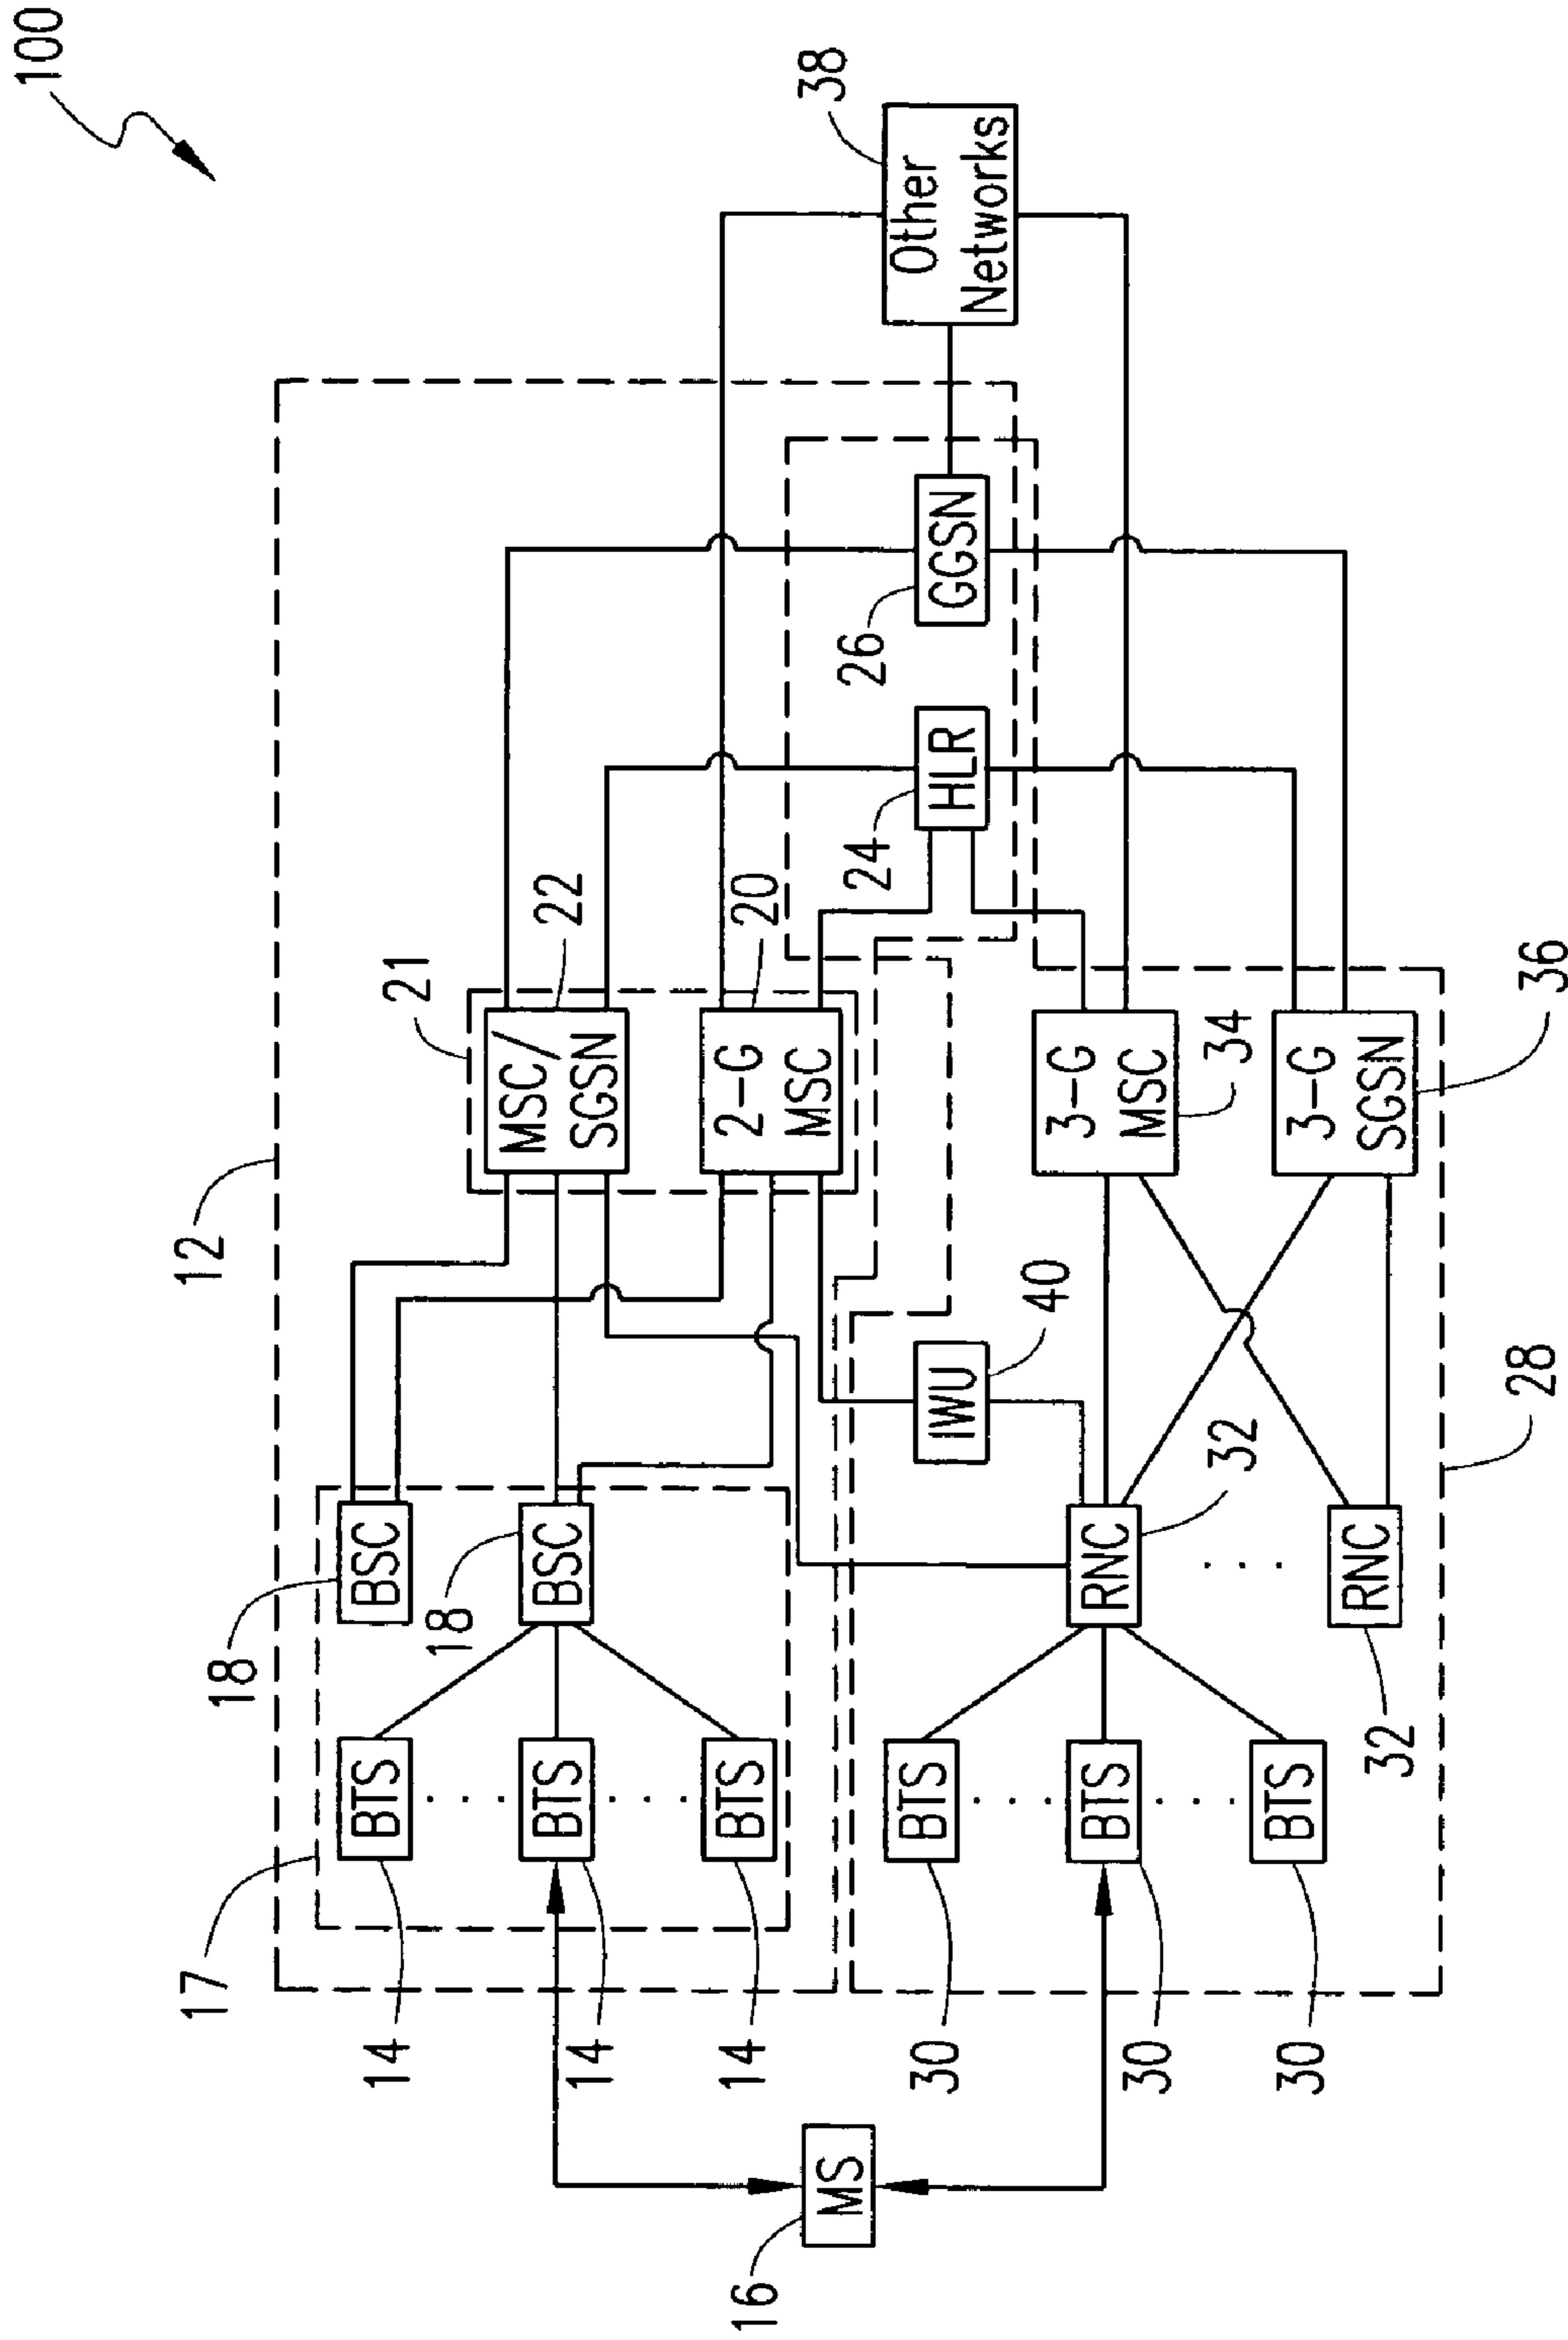 100
12
21
MSC/
SGSN
22
2-G
MSC
20
17
18
BSC
18
BSC
BTS
14
BTS
14
BTS
14
16
MS
24
HLR
26
GGSN
38
Other
Networks
IWU
40
BTS
30
BTS
30
BTS
30
RNC
32
RNC
32
3-G
MSC
34
3-G
SGSN
36
28